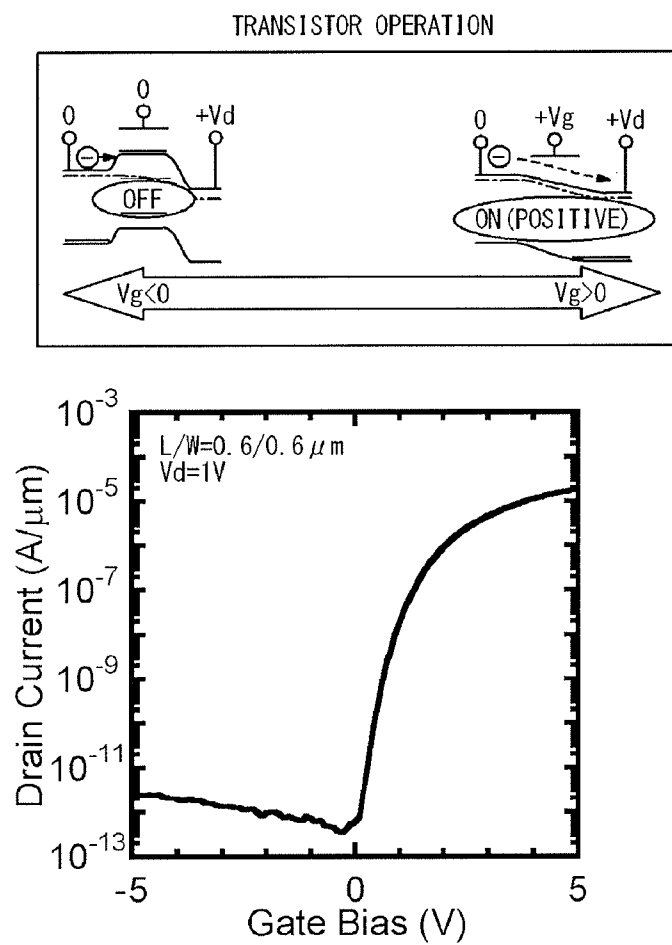 TRANSISTOR OPERATION
0
0
+Vd
−
OFF
0
+Vg
+Vd
−
ON(POSITIVE)
Vg<0
Vg>0
L/W=0.6/0.6μm
Vd=1V
10-3
10-5
10-7
10-9
10-11
10-13
Drain Current (A/μm)
-5
0
5
Gate Bias (V)